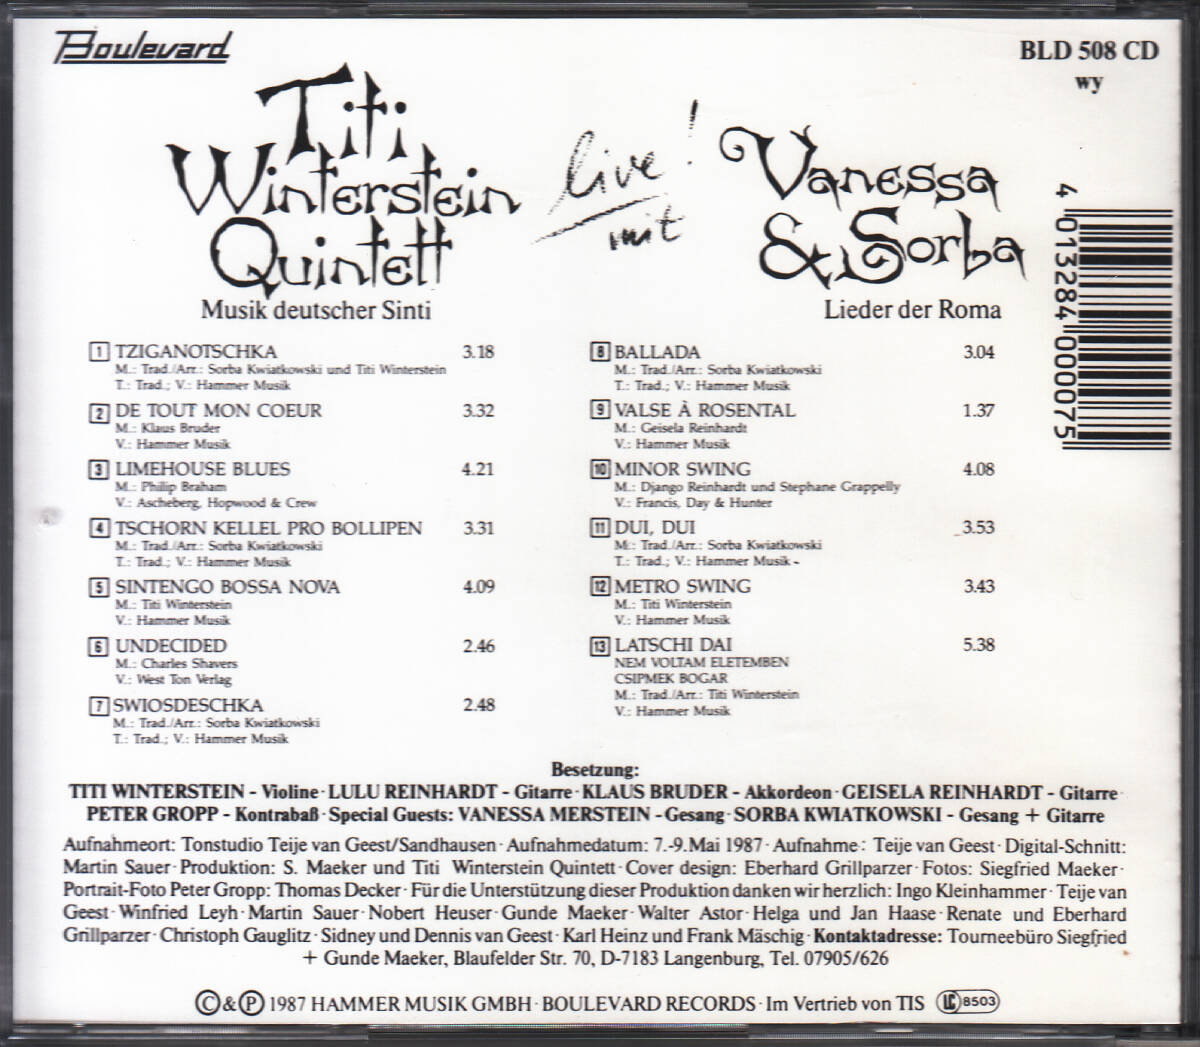 Boulevard
BLD 508 CD
wy
Titi
Winterstein
Quintett
live!
mit
Vanessa
& Sorba
Musik deutscher Sinti
Lieder der Roma
4 013284 000075
1 TZIGANOTSCHKA 3.18
M.: Trad./Arr.: Sorba Kwiatkowski und Titi Winterstein
T.: Trad.; V.: Hammer Musik
2 DE TOUT MON COEUR 3.32
M.: Klaus Bruder
V.: Hammer Musik
3 LIMEHOUSE BLUES 4.21
M.: Philip Braham
V.: Ascheberg, Hopwood & Crew
4 TSCHORN KELLEL PRO BOLLIPEN 3.31
M.: Trad./Arr.: Sorba Kwiatkowski
T.: Trad.; V.: Hammer Musik
5 SINTENGO BOSSA NOVA 4.09
M.: Titi Winterstein
V.: Hammer Musik
6 UNDECIDED 2.46
M.: Charles Shavers
V.: West Ton Verlag
7 SWIOSDESCHKA 2.48
M.: Trad./Arr.: Sorba Kwiatkowski
T.: Trad.; V.: Hammer Musik
8 BALLADA 3.04
M.: Trad./Arr.: Sorba Kwiatkowski
T.: Trad.; V.: Hammer Musik
9 VALSE À ROSENTAL 1.37
M.: Geisela Reinhardt
V.: Hammer Musik
10 MINOR SWING 4.08
M.: Django Reinhardt und Stephane Grappelly
V.: Francis, Day & Hunter
11 DUI, DUI 3.53
M.: Trad./Arr.: Sorba Kwiatkowski
T.: Trad.; V.: Hammer Musik
12 METRO SWING 3.43
M.: Titi Winterstein
V.: Hammer Musik
13 LATSCHI DAI 5.38
NEM VOLTAM ELETEMBEN
CSIPMEK BOGAR
M.: Trad./Arr.: Titi Winterstein
V.: Hammer Musik
Besetzung:
TITI WINTERSTEIN – Violine · LULU REINHARDT – Gitarre · KLAUS BRUDER – Akkordeon · GEISELA REINHARDT – Gitarre ·
PETER GROPP – Kontrabaß · Special Guests: VANESSA MERSTEIN – Gesang · SORBA KWIATKOWSKI – Gesang + Gitarre
Aufnahmeort: Tonstudio Teije van Geest/Sandhausen · Aufnahmedatum: 7.-9.Mai 1987 · Aufnahme: Teije van Geest · Digital-Schnitt:
Martin Sauer · Produktion: S. Maeker und Titi Winterstein Quintett · Cover design: Eberhard Grillparzer · Fotos: Siegfried Maeker ·
Portrait-Foto Peter Gropp: Thomas Decker · Für die Unterstützung dieser Produktion danken wir herzlich: Ingo Kleinhammer · Teije van
Geest · Winfried Leyh · Martin Sauer · Nobert Heuser · Gunde Maeker · Walter Astor · Helga und Jan Haase · Renate und Eberhard
Grillparzer · Christoph Gauglitz · Sidney und Dennis van Geest · Karl Heinz und Frank Mäschig · Kontaktadresse: Tourneebüro Siegfried
+ Gunde Maeker, Blaufelder Str. 70, D-7183 Langenburg, Tel. 07905/626
© & ℗ 1987 HAMMER MUSIK GMBH · BOULEVARD RECORDS · Im Vertrieb von TIS LC 8503